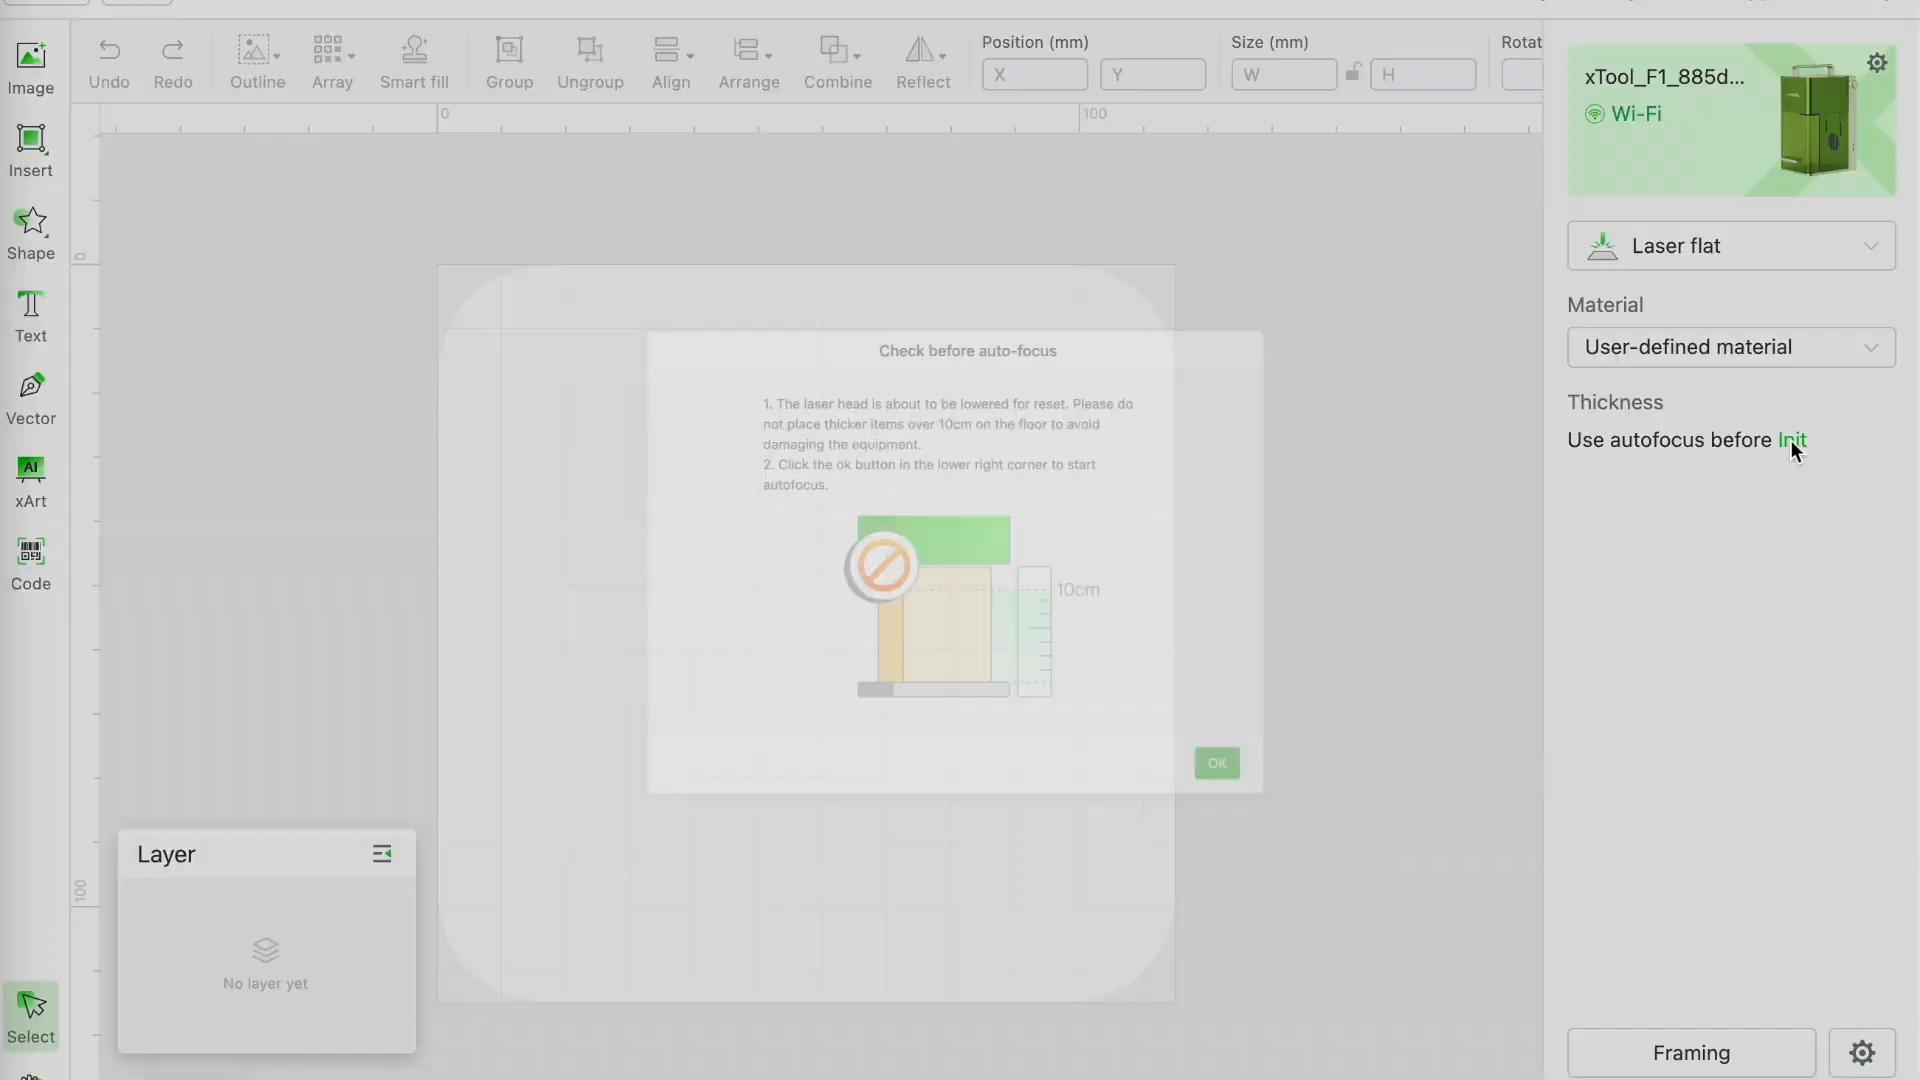 Undo
Redo
Outline
Array
Smart fill
Group
Ungroup
Align
Arrange
Combine
Reflect
Position (mm)
X
Y
Size (mm)
W
H
Rotat
Image
Insert
Shape
Text
Vector
AI
xArt
Code
Select
0
100
0
100
Check before auto-focus
1. The laser head is about to be lowered for reset. Please do
not place thicker items over 10cm on the floor to avoid
damaging the equipment.
2. Click the ok button in the lower right corner to start
autofocus.
10cm
OK
Layer
No layer yet
xTool_F1_885d...
Wi-Fi
Laser flat
Material
User-defined material
Thickness
Use autofocus before Init
Framing